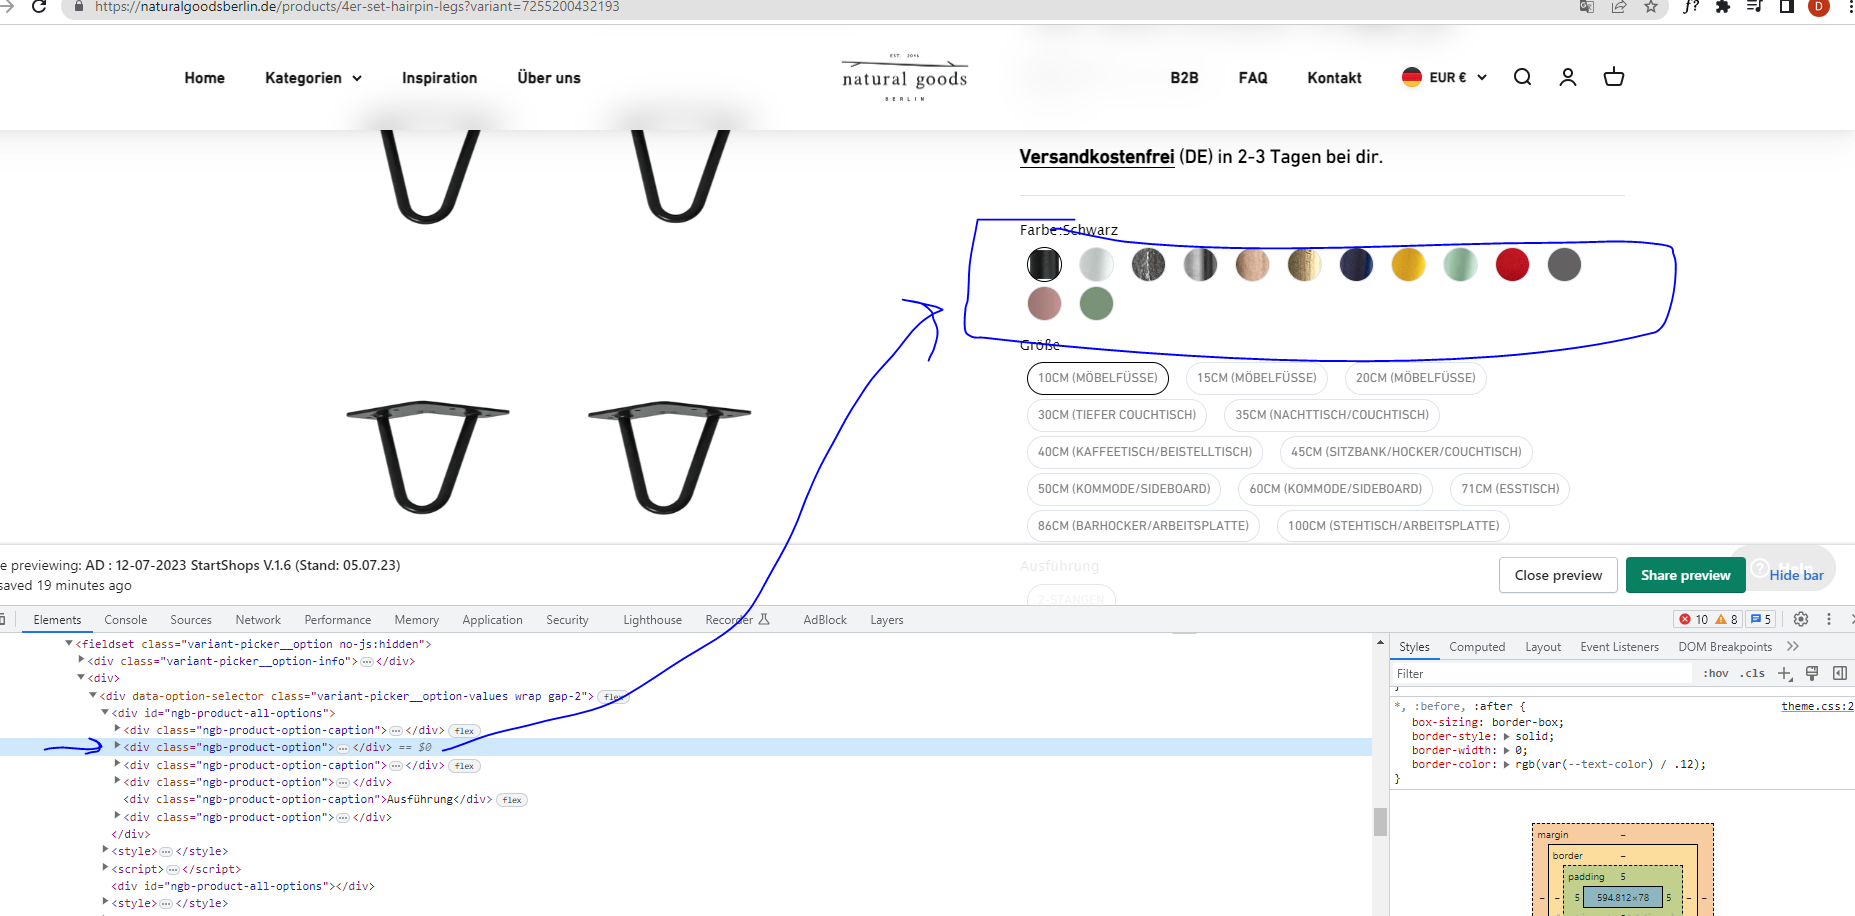 https://naturalgoodsberlin.de/products/4er-set-hairpin-legs?variant=7255200432193
ƒ?
D
Home
Kategorien
Inspiration
Über uns
EST. 2014
natural goods
BERLIN
B2B
FAQ
Kontakt
EUR €
Versandkostenfrei (DE) in 2-3 Tagen bei dir.
Farbe:Schwarz
Größe
10CM (MÖBELFÜSSE)
15CM (MÖBELFÜSSE)
20CM (MÖBELFÜSSE)
30CM (TIEFER COUCHTISCH)
35CM (NACHTTISCH/COUCHTISCH)
40CM (KAFFEETISCH/BEISTELLTISCH)
45CM (SITZBANK/HOCKER/COUCHTISCH)
50CM (KOMMODE/SIDEBOARD)
60CM (KOMMODE/SIDEBOARD)
71CM (ESSTISCH)
86CM (BARHOCKER/ARBEITSPLATTE)
100CM (STEHTISCH/ARBEITSPLATTE)
e previewing: AD : 12-07-2023 StartShops V.1.6 (Stand: 05.07.23)
saved 19 minutes ago
Ausführung
2-STANGEN
Close preview
Share preview
Help
Hide bar
Elements
Console
Sources
Network
Performance
Memory
Application
Security
Lighthouse
Recorder
AdBlock
Layers
10
8
5
<fieldset class="variant-picker__option no-js:hidden">
<div class="variant-picker__option-info">…</div>
<div>
<div data-option-selector class="variant-picker__option-values wrap gap-2"> flex
<div id="ngb-product-all-options">
<div class="ngb-product-option-caption">…</div> flex
<div class="ngb-product-option">…</div> == $0
<div class="ngb-product-option-caption">…</div> flex
<div class="ngb-product-option">…</div>
<div class="ngb-product-option-caption">Ausführung</div> flex
<div class="ngb-product-option">…</div>
</div>
<style>…</style>
<script>…</script>
<div id="ngb-product-all-options"></div>
<style>…</style>
Styles
Computed
Layout
Event Listeners
DOM Breakpoints
Filter
:hov .cls
}
*, :before, :after {
theme.css:2
box-sizing: border-box;
border-style: solid;
border-width: 0;
border-color: rgb(var(--text-color) / .12);
}
margin –
border –
padding 5
– – 5 594.812×78 5 – –